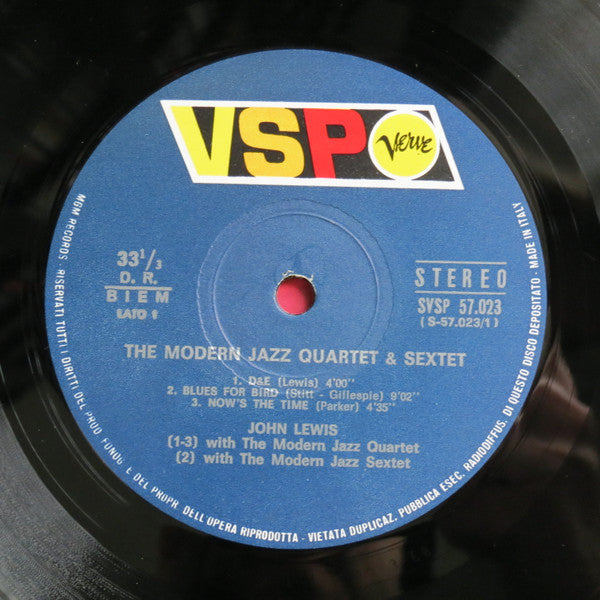 VSP Verve
33 1/3
D. R.
BIEM
LATO 1
STEREO
SVSP 57.023
(S-57.023/1)
THE MODERN JAZZ QUARTET & SEXTET
1. D&E (Lewis) 4'00''
2. BLUES FOR BIRD (Stitt - Gillespie) 9'02''
3. NOW'S THE TIME (Parker) 4'35''
JOHN LEWIS
(1-3) with The Modern Jazz Quartet
(2) with The Modern Jazz Sextet
MGM RECORDS - RISERVATI TUTTI I DIRITTI DEL PROD. FONOG. E DEL PROPR. DELL'OPERA RIPRODOTTA - VIETATA DUPLICAZ. PUBBLICA ESEC. RADIODIFFUS. DI QUESTO DISCO DEPOSITATO - MADE IN ITALY